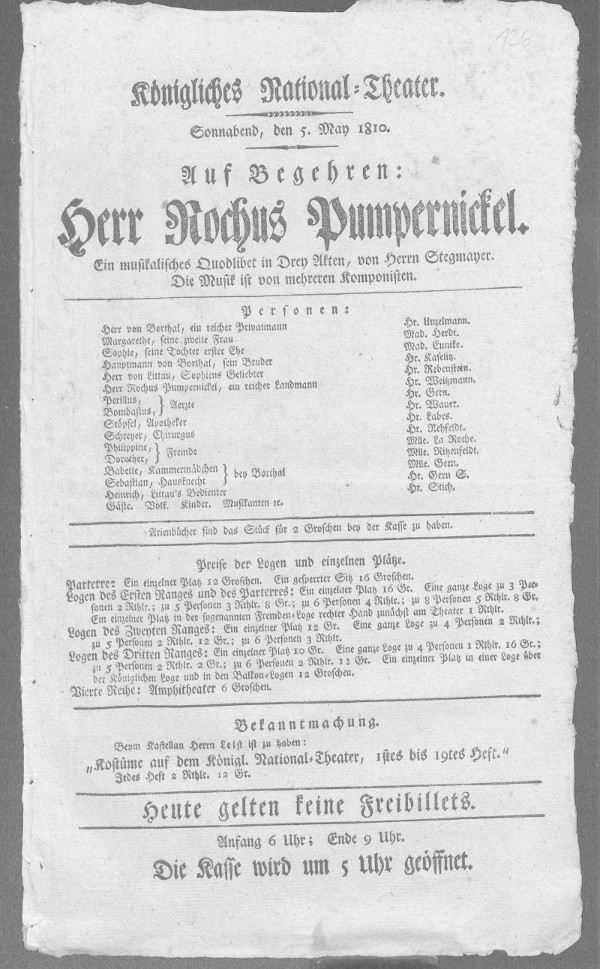 126
Königliches National-Theater.
Sonnabend, den 5. May 1810.
Auf Begehren:
Herr Rochus Pumpernickel.
Ein musikalisches Quodlibet in Drey Akten, von Herrn Stegmayer.
Die Musik ist von mehreren Komponisten.
Personen:
Herr von Borthal, ein reicher Privatmann Hr. Unzelmann.
Margarethe, seine zweite Frau Mad. Herdt.
Sophie, seine Tochter erster Ehe Mad. Eunike.
Hauptmann von Borthal, sein Bruder Hr. Kaselitz.
Herr von Littau, Sophiens Geliebter Hr. Rebenstein.
Herr Rochus Pumpernickel, ein reicher Landmann Hr. Weitzmann.
Perillus, } Aerzte Hr. Gern.
Bombastus, } Hr. Wauer.
Stößel, Apotheker Hr. Labes.
Schreyer, Chirurgus Hr. Rehfeldt.
Philippine, } Fremde Mlle. La Roche.
Dorothee, } Mlle. Ritzenfeldt.
Babette, Kammermädchen } bey Borthal Mlle. Gern.
Sebastian, Hausknecht } Hr. Gern S.
Heinrich, Littau's Bedienter Hr. Stich.
Gäste. Volk. Kinder. Musikanten ꝛc.
Arienbücher sind das Stück für 2 Groschen bey der Kasse zu haben.
Preise der Logen und einzelnen Plätze.
Parterre: Ein einzelner Platz 12 Groschen. Ein gesperrter Sitz 16 Groschen.
Logen des Ersten Ranges und des Parterres: Ein einzelner Platz 16 Gr. Eine ganze Loge zu 3 Per-
sonen 2 Rthlr.; zu 5 Personen 3 Rthlr. 8 Gr.; zu 6 Personen 4 Rthlr.; zu 8 Personen 5 Rthlr. 8 Gr.
Ein einzelner Platz in der sogenannten Fremden-Loge rechter Hand zunächst am Theater 1 Rthlr.
Logen des Zweyten Ranges: Ein einzelner Platz 12 Gr. Eine ganze Loge zu 4 Personen 2 Rthlr.;
zu 5 Personen 2 Rthlr. 12 Gr.; zu 6 Personen 3 Rthlr.
Logen des Dritten Ranges: Ein einzelner Platz 10 Gr. Eine ganze Loge zu 4 Personen 1 Rthlr. 16 Gr.;
zu 5 Personen 2 Rthlr. 2 Gr.; zu 6 Personen 2 Rthlr. 12 Gr. Ein einzelner Platz in einer Loge über
der Königlichen Loge und in den Balkon-Logen 12 Groschen.
Vierte Reihe: Amphitheater 6 Groschen.
Bekanntmachung.
Beym Kastellan Herrn Leist ist zu haben:
„Kostüme auf dem Königl. National-Theater, 1stes bis 19tes Heft.“
Jedes Heft 2 Rthlr. 12 Gr.
Heute gelten keine Freibillets.
Anfang 6 Uhr; Ende 9 Uhr.
Die Kasse wird um 5 Uhr geöffnet.